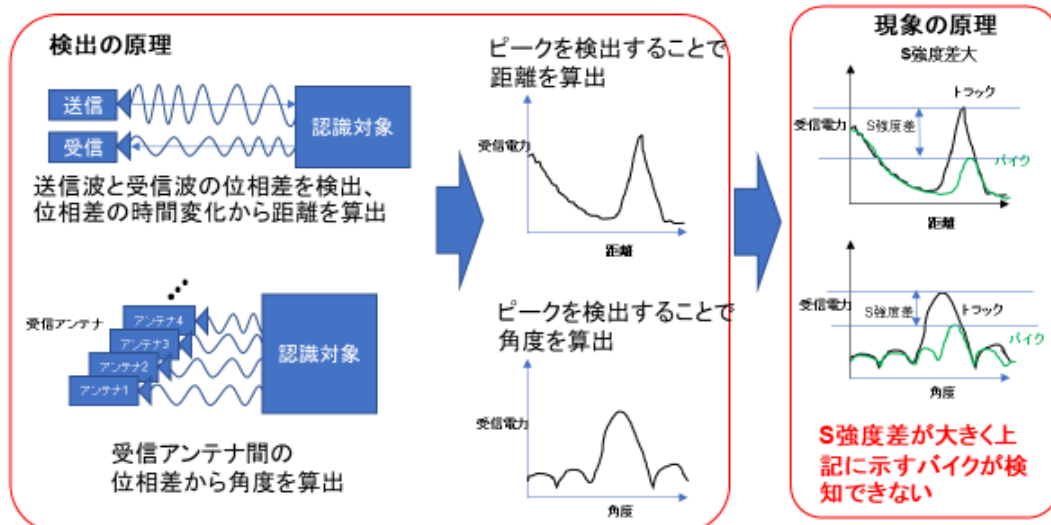 検出の原理
送信
受信
認識対象
送信波と受信波の位相差を検出、
位相差の時間変化から距離を算出
受信アンテナ
アンテナ4
アンテナ3
アンテナ2
アンテナ1
認識対象
受信アンテナ間の
位相差から角度を算出
ピークを検出することで
距離を算出
受信電力
距離
ピークを検出することで
角度を算出
受信電力
角度
現象の原理
S強度差大
トラック
受信電力
S強度差
バイク
距離
受信電力
S強度差
トラック
バイク
角度
S強度差が大きく上
記に示すバイクが検
知できない